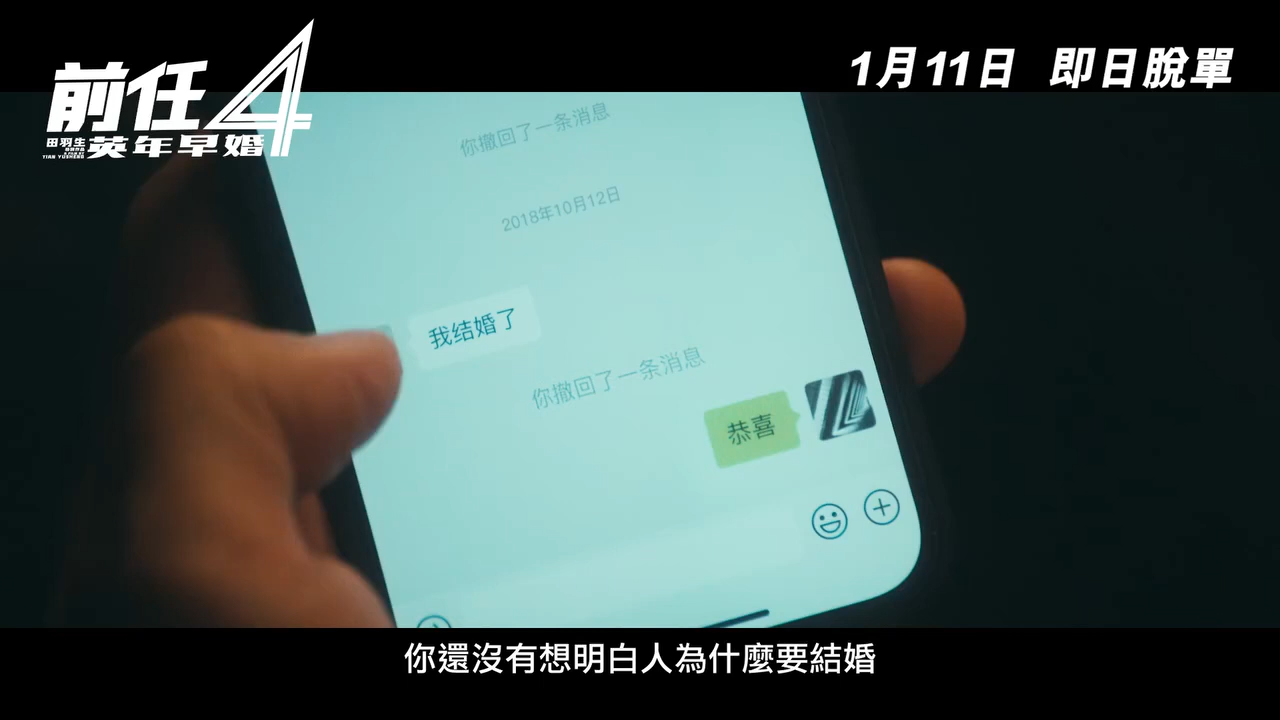 前任4
英年早婚
田羽生
TIAN YUSHENG
1月11日 即日脫單
你撤回了一条消息
2018年10月12日
我结婚了
你撤回了一条消息
恭喜
你還沒有想明白人為什麼要結婚